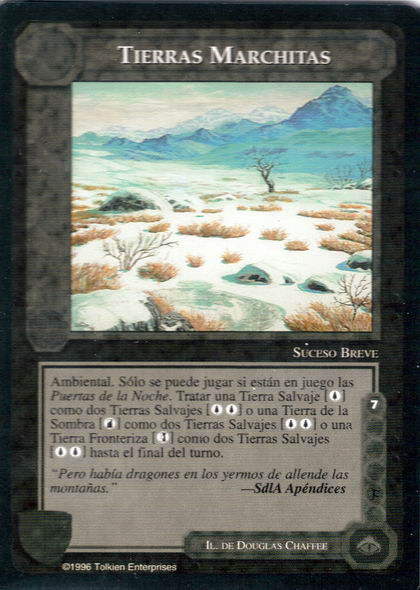 TIERRAS MARCHITAS
SUCESO BREVE
Ambiental. Sólo se puede jugar si están en juego las
Puertas de la Noche. Tratar una Tierra Salvaje [ ]
como dos Tierras Salvajes [ ] o una Tierra de la
Sombra [ ] como dos Tierras Salvajes [ ] o una
Tierra Fronteriza [ ] como dos Tierras Salvajes
[ ] hasta el final del turno.
7
"Pero había dragones en los yermos de allende las
montañas." —SdlA Apéndices
IL. DE DOUGLAS CHAFFEE
©1996 Tolkien Enterprises